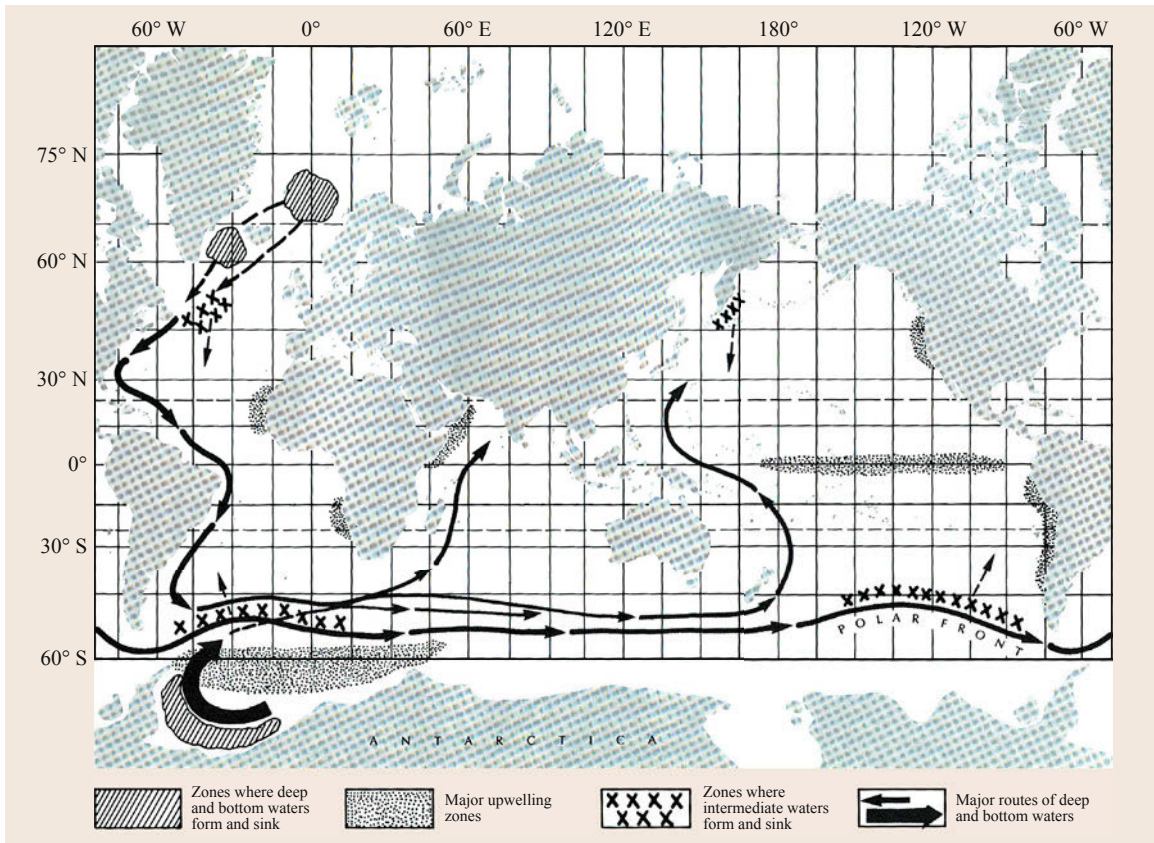 60° W 0° 60° E 120° E 180° 120° W 60° W
75° N
60° N
30° N
0°
30° S
60° S
POLAR FRONT
ANTARCTICA
Zones where deep
and bottom waters
form and sink
Major upwelling
zones
Zones where
intermediate waters
form and sink
Major routes of deep
and bottom waters